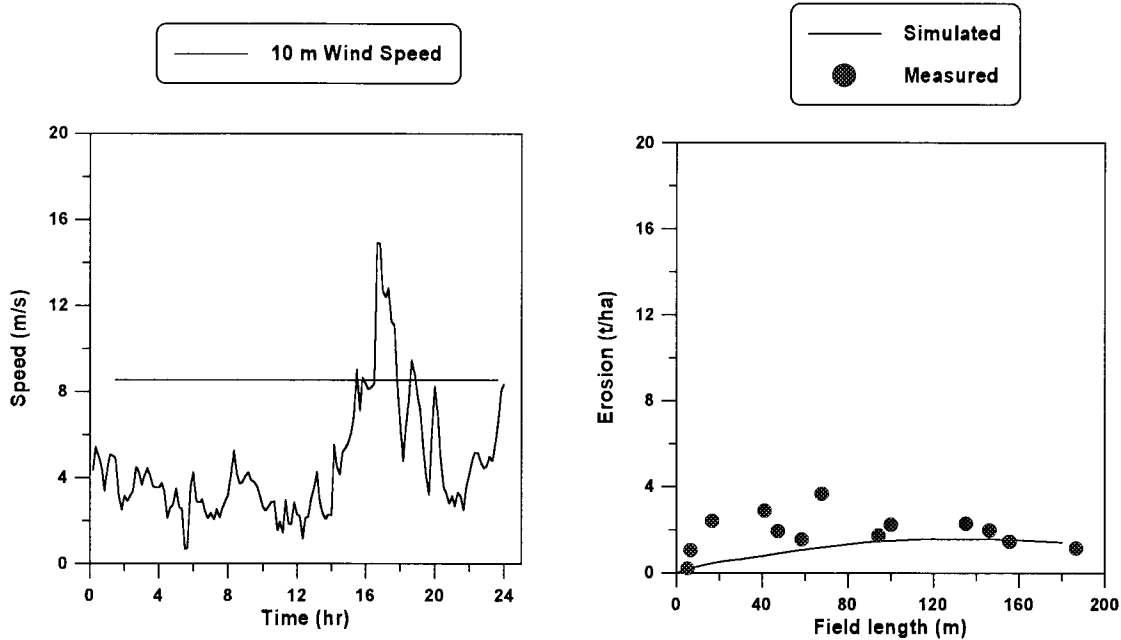 10 m Wind Speed
20
16
12
8
4
0
Speed (m/s)
0 4 8 12 16 20 24
Time (hr)
Simulated
Measured
20
16
12
8
4
0
Erosion (t/ha)
0 40 80 120 160 200
Field length (m)